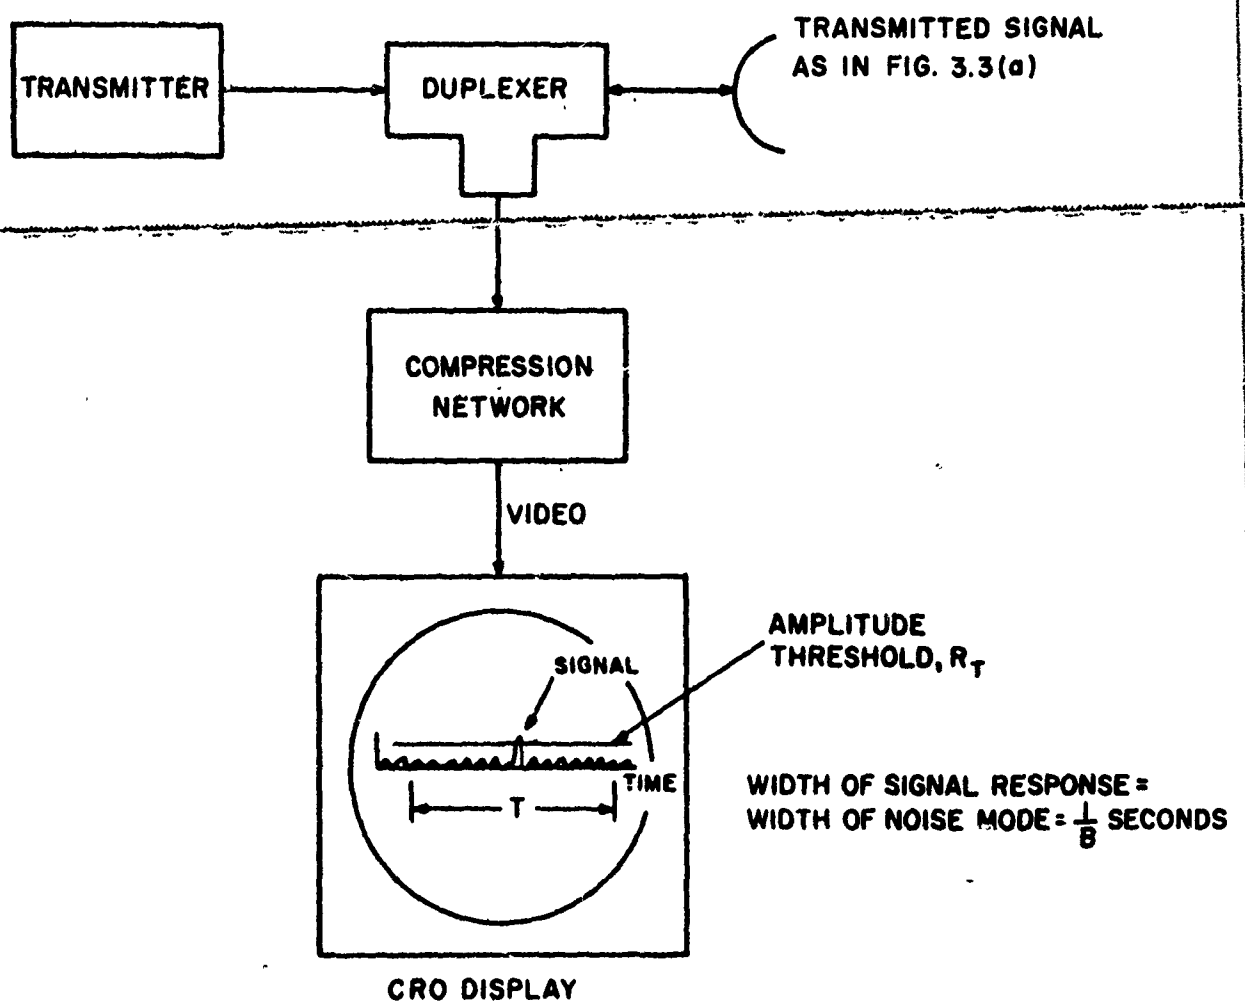 TRANSMITTED SIGNAL
AS IN FIG. 3.3(a)
TRANSMITTER
DUPLEXER
COMPRESSION
NETWORK
VIDEO
AMPLITUDE
THRESHOLD, R_T
SIGNAL
TIME
T
WIDTH OF SIGNAL RESPONSE =
WIDTH OF NOISE MODE = 1/B SECONDS
CRO DISPLAY